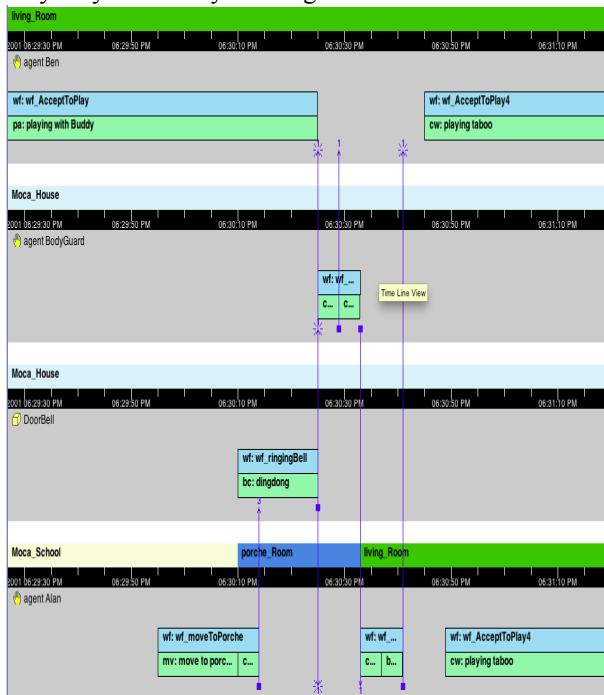 living_Room
2001 06:29:30 PM 06:29:50 PM 06:30:10 PM 06:30:30 PM 06:30:50 PM 06:31:10 PM
agent Ben
wf: wf_AcceptToPlay wf: wf_AcceptToPlay4
pa: playing with Buddy cw: playing taboo
1 1
Moca_House
2001 06:29:30 PM 06:29:50 PM 06:30:10 PM 06:30:30 PM 06:30:50 PM 06:31:10 PM
agent BodyGuard
wf: wf_...
Time Line View
c... c...
Moca_House
2001 06:29:30 PM 06:29:50 PM 06:30:10 PM 06:30:30 PM 06:30:50 PM 06:31:10 PM
DoorBell
wf: wf_ringingBell
bc: dingdong
3
Moca_School porche_Room living_Room
2001 06:29:30 PM 06:29:50 PM 06:30:10 PM 06:30:30 PM 06:30:50 PM 06:31:10 PM
agent Alan
wf: wf_moveToPorche wf: wf_... wf: wf_AcceptToPlay4
mv: move to porc... c... c... b... cw: playing taboo
1